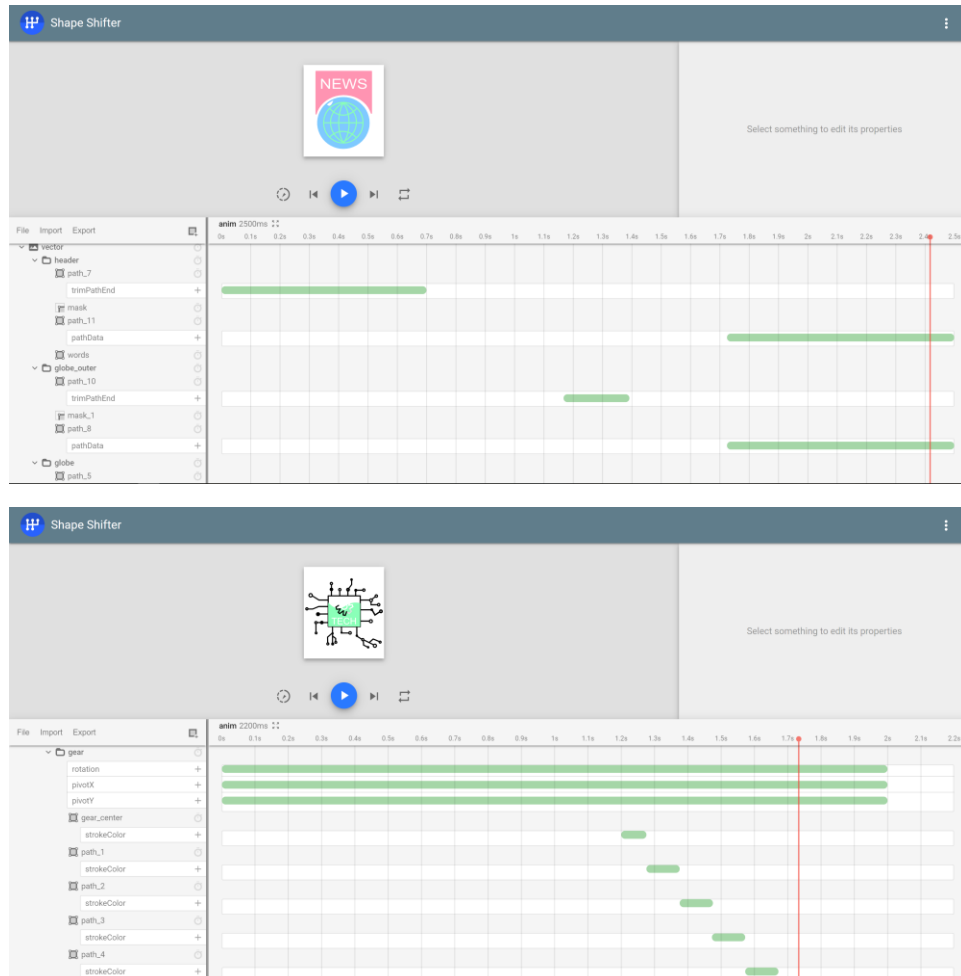 Shape Shifter
NEWS
Select something to edit its properties
File Import Export
anim 2500ms
0s 0.1s 0.2s 0.3s 0.4s 0.5s 0.6s 0.7s 0.8s 0.9s 1s 1.1s 1.2s 1.3s 1.4s 1.5s 1.6s 1.7s 1.8s 1.9s 2s 2.1s 2.2s 2.3s 2.4s 2.5s
vector
header
path_7
trimPathEnd
mask
path_11
pathData
words
globe_outer
path_10
trimPathEnd
mask_1
path_8
pathData
globe
path_5
Shape Shifter
TECH
Select something to edit its properties
File Import Export
anim 2200ms
0s 0.1s 0.2s 0.3s 0.4s 0.5s 0.6s 0.7s 0.8s 0.9s 1s 1.1s 1.2s 1.3s 1.4s 1.5s 1.6s 1.7s 1.8s 1.9s 2s 2.1s 2.2s
gear
rotation
pivotX
pivotY
gear_center
strokeColor
path_1
strokeColor
path_2
strokeColor
path_3
strokeColor
path_4
strokeColor